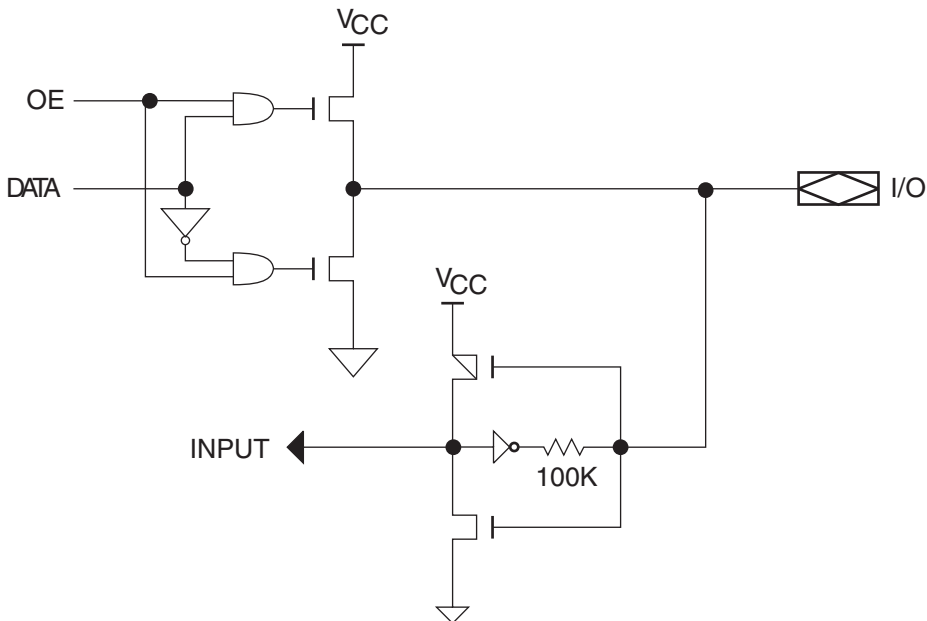 VCC
OE
DATA
I/O
VCC
INPUT
100K